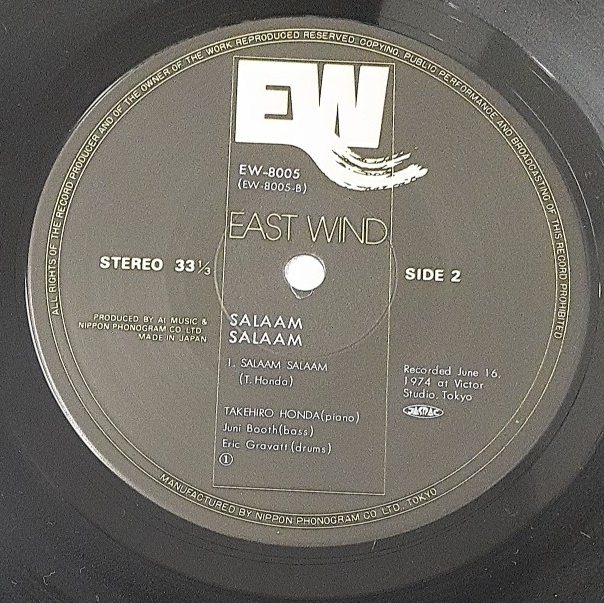 ALL RIGHTS OF THE RECORD PRODUCER AND OF THE OWNER OF THE WORK REPRODUCED RESERVED COPYING, PUBLIC PERFORMANCE AND BROADCASTING OF THIS RECORD PROHIBITED
EW
EW-8005
(EW-8005-B)
EAST WIND
STEREO 33⅓
SIDE 2
PRODUCED BY AI MUSIC &
NIPPON PHONOGRAM CO LTD
MADE IN JAPAN
SALAAM
SALAAM
1. SALAAM SALAAM
(T. Honda)
Recorded June 16,
1974 at Victor
Studio, Tokyo
JASRAC
TAKEHIRO HONDA(piano)
Juni Booth(bass)
Eric Gravatt(drums)
①
MANUFACTURED BY NIPPON PHONOGRAM CO LTD, TOKYO